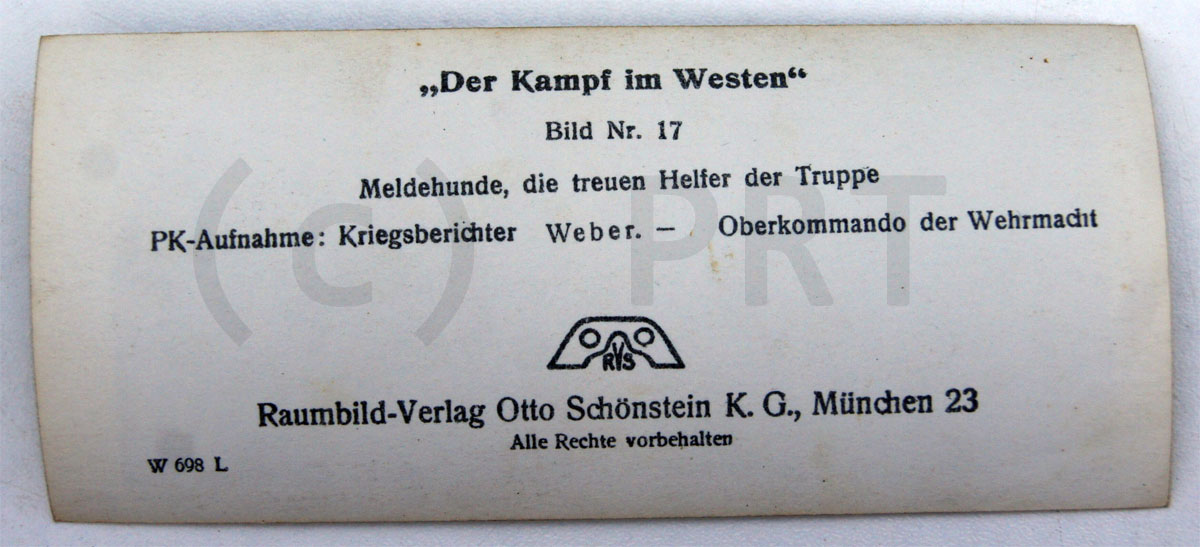 „Der Kampf im Westen“
Bild Nr. 17
Meldehunde, die treuen Helfer der Truppe
PK-Aufnahme: Kriegsberichter Weber. — Oberkommando der Wehrmacht
(c) PRT
RVS
Raumbild-Verlag Otto Schönstein K. G., München 23
Alle Rechte vorbehalten
W 698 L